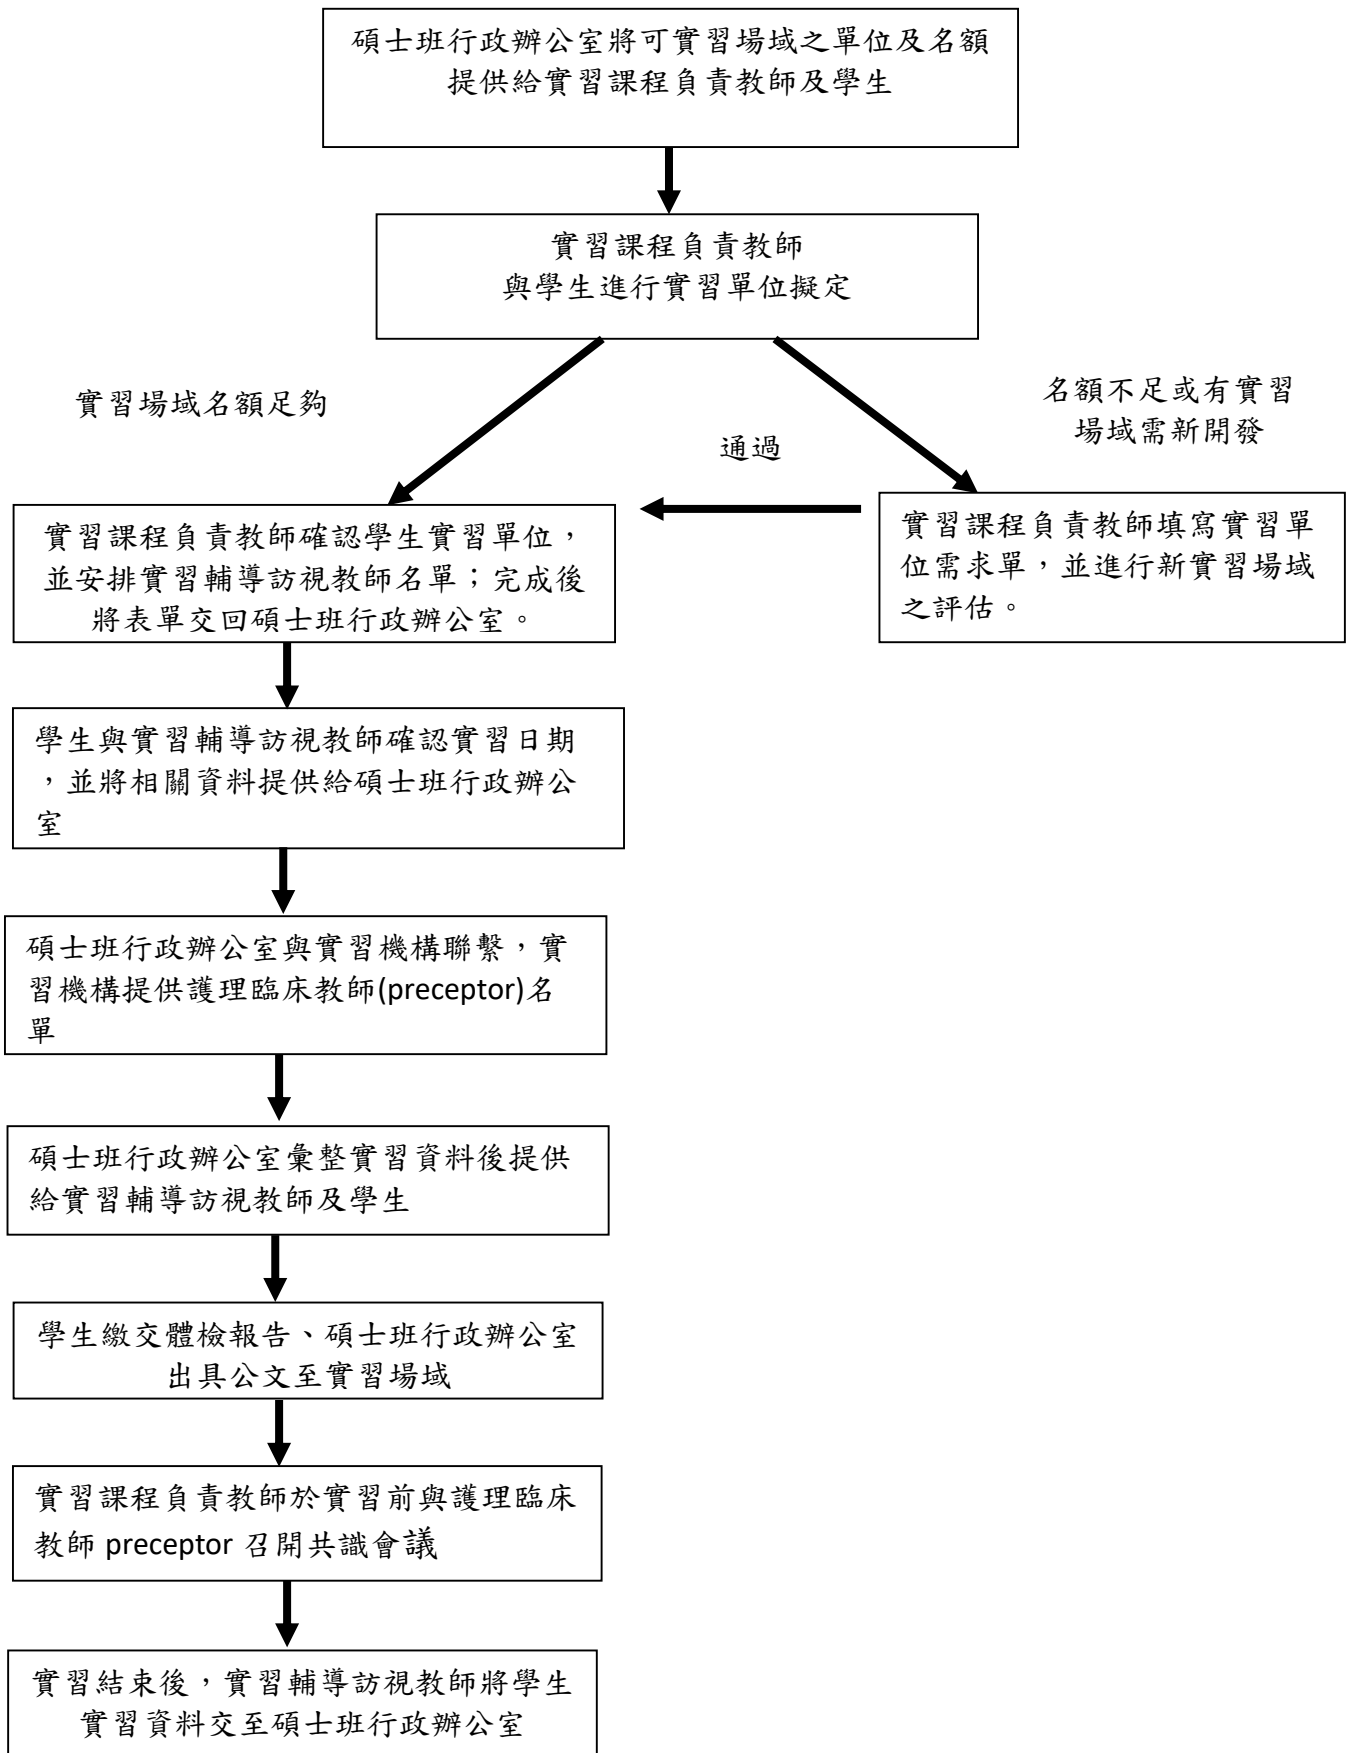 碩士班行政辦公室將可實習場域之單位及名額
提供給實習課程負責教師及學生
實習課程負責教師
與學生進行實習單位擬定
實習場域名額足夠
名額不足或有實習
場域需新開發
通過
實習課程負責教師確認學生實習單位，
並安排實習輔導訪視教師名單；完成後
將表單交回碩士班行政辦公室。
實習課程負責教師填寫實習單
位需求單，並進行新實習場域
之評估。
學生與實習輔導訪視教師確認實習日期
，並將相關資料提供給碩士班行政辦公
室
碩士班行政辦公室與實習機構聯繫，實
習機構提供護理臨床教師(preceptor)名
單
碩士班行政辦公室彙整實習資料後提供
給實習輔導訪視教師及學生
學生繳交體檢報告、碩士班行政辦公室
出具公文至實習場域
實習課程負責教師於實習前與護理臨床
教師 preceptor 召開共識會議
實習結束後，實習輔導訪視教師將學生
實習資料交至碩士班行政辦公室